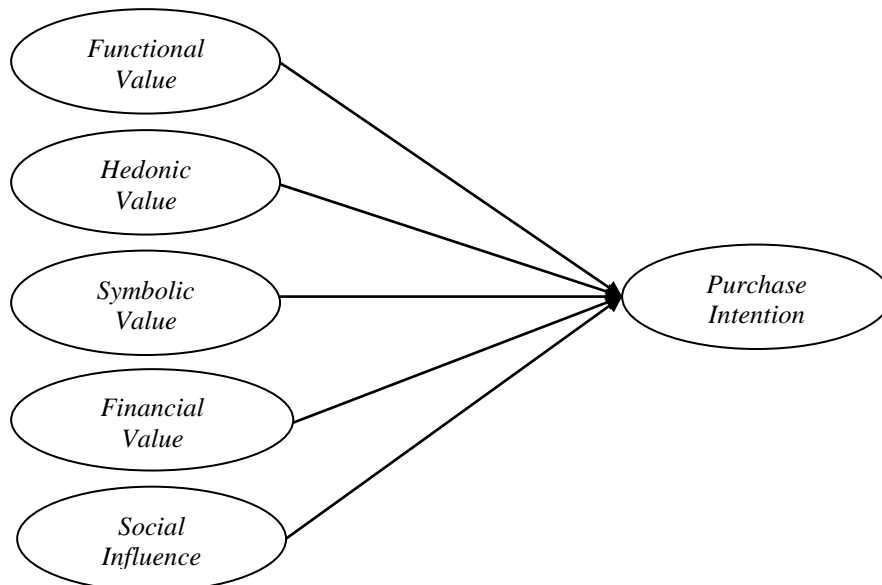 Functional
Value
Hedonic
Value
Symbolic
Value
Financial
Value
Social
Influence
Purchase
Intention